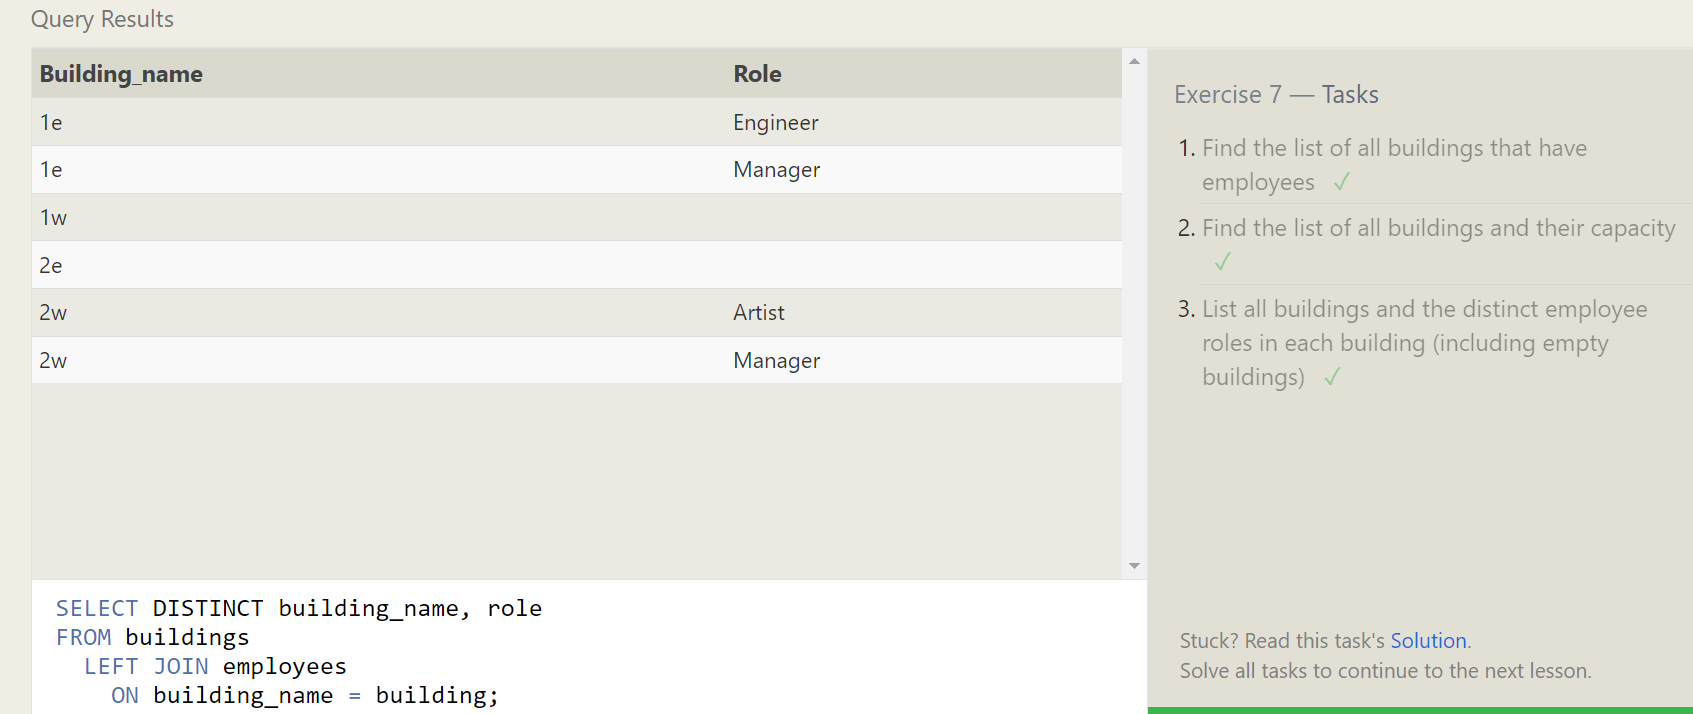 Query Results
Building_name Role
1e Engineer
1e Manager
1w
2e
2w Artist
2w Manager
SELECT DISTINCT building_name, role
FROM buildings
LEFT JOIN employees
ON building_name = building;
Exercise 7 — Tasks
1. Find the list of all buildings that have
employees ✓
2. Find the list of all buildings and their capacity
✓
3. List all buildings and the distinct employee
roles in each building (including empty
buildings) ✓
Stuck? Read this task's Solution.
Solve all tasks to continue to the next lesson.